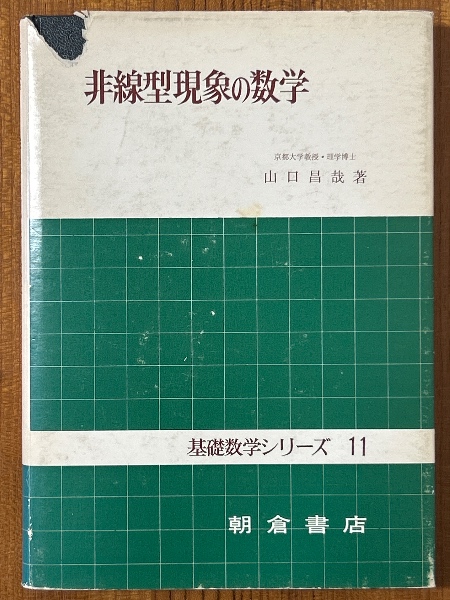 非線型現象の数学
京都大学教授・理学博士
山口昌哉著
基礎数学シリーズ 11
朝倉書店